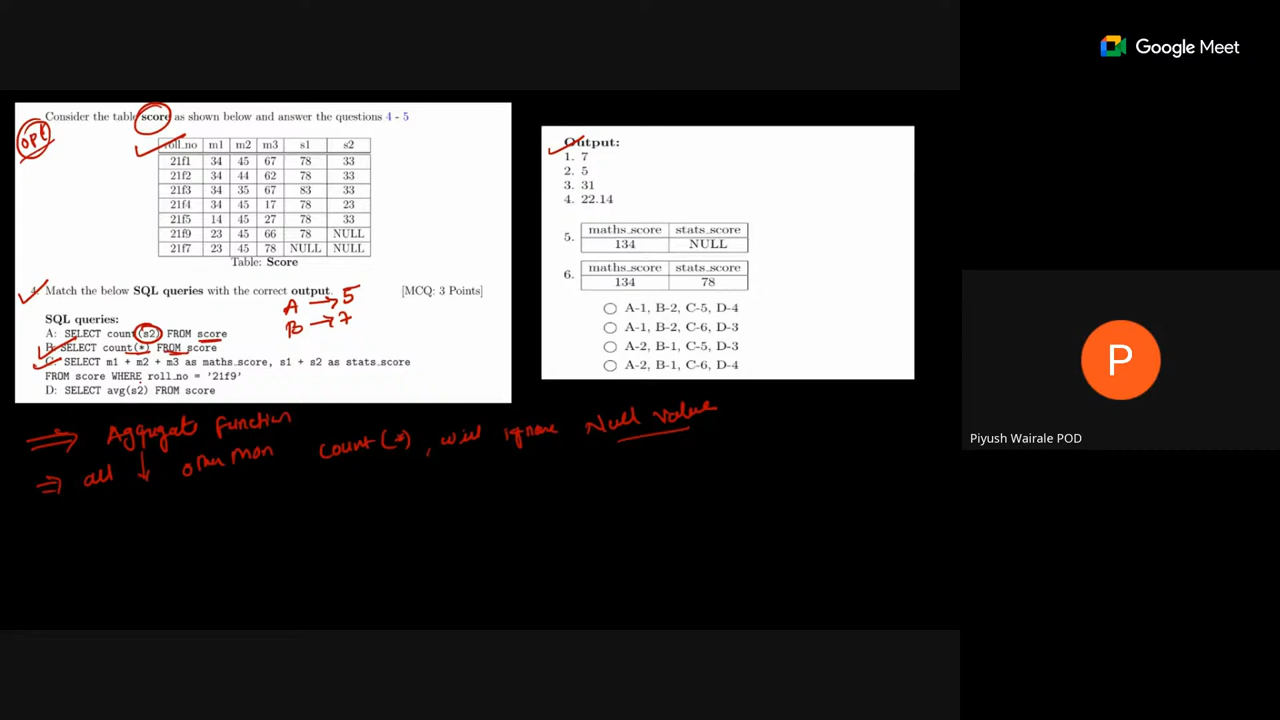 Google Meet
Consider the table score as shown below and answer the questions 4 - 5
OPE
roll_no m1 m2 m3 s1 s2
21f1 34 45 67 78 33
21f2 34 44 62 78 33
21f3 34 35 67 83 33
21f4 34 45 17 78 23
21f5 14 45 27 78 33
21f9 23 45 66 78 NULL
21f7 23 45 78 NULL NULL
Table: Score
4. Match the below SQL queries with the correct output. [MCQ: 3 Points]
A → 5
B → 7
SQL queries:
A: SELECT count(s2) FROM score
B: SELECT count(*) FROM score
C: SELECT m1 + m2 + m3 as maths_score, s1 + s2 as stats_score
FROM score WHERE roll_no = '21f9'
D: SELECT avg(s2) FROM score
Output:
1. 7
2. 5
3. 31
4. 22.14
5. maths_score stats_score
134 NULL
6. maths_score stats_score
134 78
A-1, B-2, C-5, D-4
A-1, B-2, C-6, D-3
A-2, B-1, C-5, D-3
A-2, B-1, C-6, D-4
⇒ Aggregate function
⇒ all other than count(*), will ignore Null value
P
Piyush Wairale POD